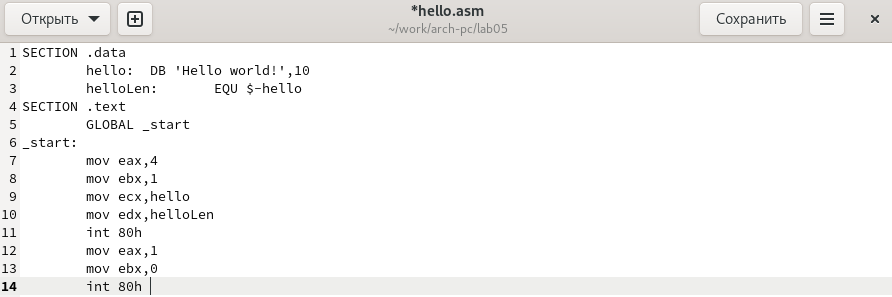 Открыть
*hello.asm
~/work/arch-pc/lab05
Сохранить
1 SECTION .data
2         hello:  DB 'Hello world!',10
3         helloLen:       EQU $-hello
4 SECTION .text
5         GLOBAL _start
6 _start:
7         mov eax,4
8         mov ebx,1
9         mov ecx,hello
10         mov edx,helloLen
11         int 80h
12         mov eax,1
13         mov ebx,0
14         int 80h